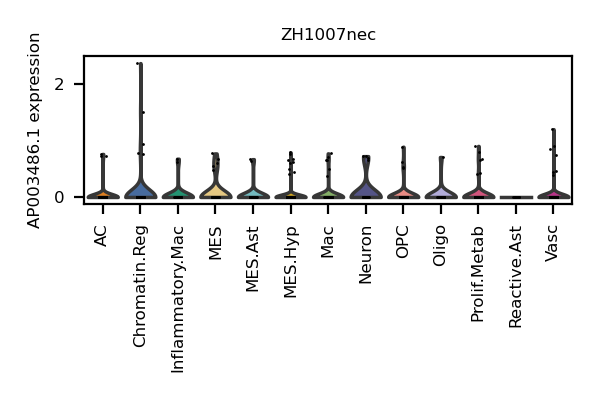 ZH1007nec
AP003486.1 expression
2
0
AC
Chromatin.Reg
Inflammatory.Mac
MES
MES.Ast
MES.Hyp
Mac
Neuron
OPC
Oligo
Prolif.Metab
Reactive.Ast
Vasc